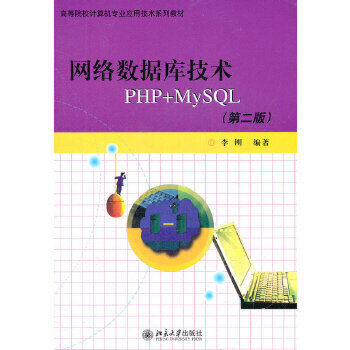 高等院校计算机专业应用技术系列教材
网络数据库技术
PHP+MySQL
(第二版)
李刚 编著
北京大学出版社